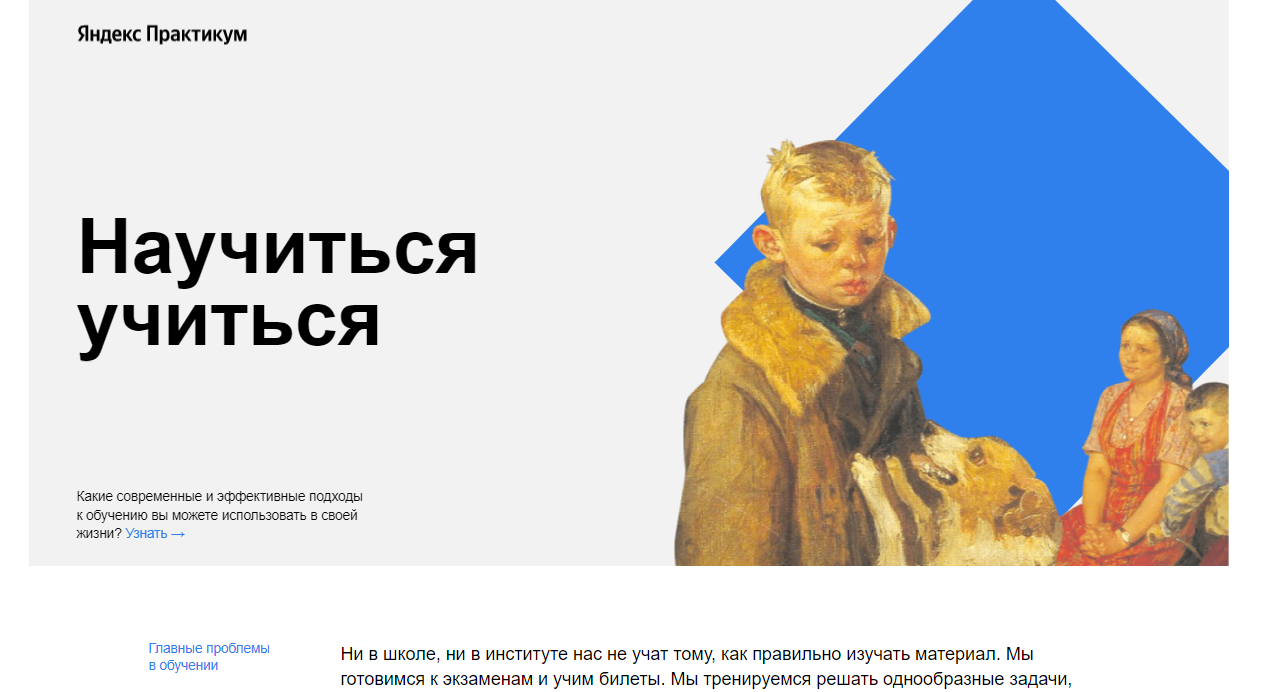 Яндекс Практикум
Научиться
учиться
Какие современные и эффективные подходы
к обучению вы можете использовать в своей
жизни? Узнать →
Главные проблемы
в обучении
Ни в школе, ни в институте нас не учат тому, как правильно изучать материал. Мы
готовимся к экзаменам и учим билеты. Мы тренируемся решать однообразные задачи,